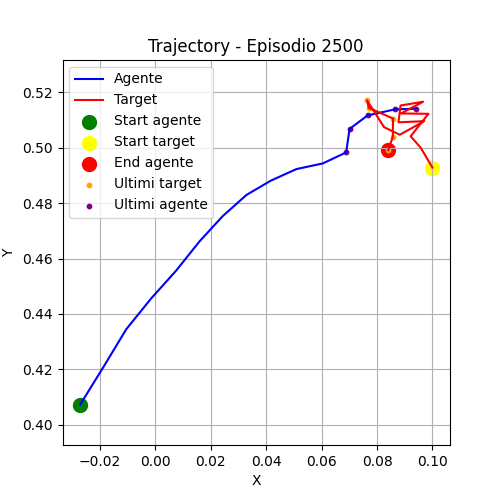 Trajectory - Episodio 2500
Agente
Target
Start agente
Start target
End agente
Ultimi target
Ultimi agente
0.52
0.50
0.48
0.46
0.44
0.42
0.40
Y
−0.02
0.00
0.02
0.04
0.06
0.08
0.10
X